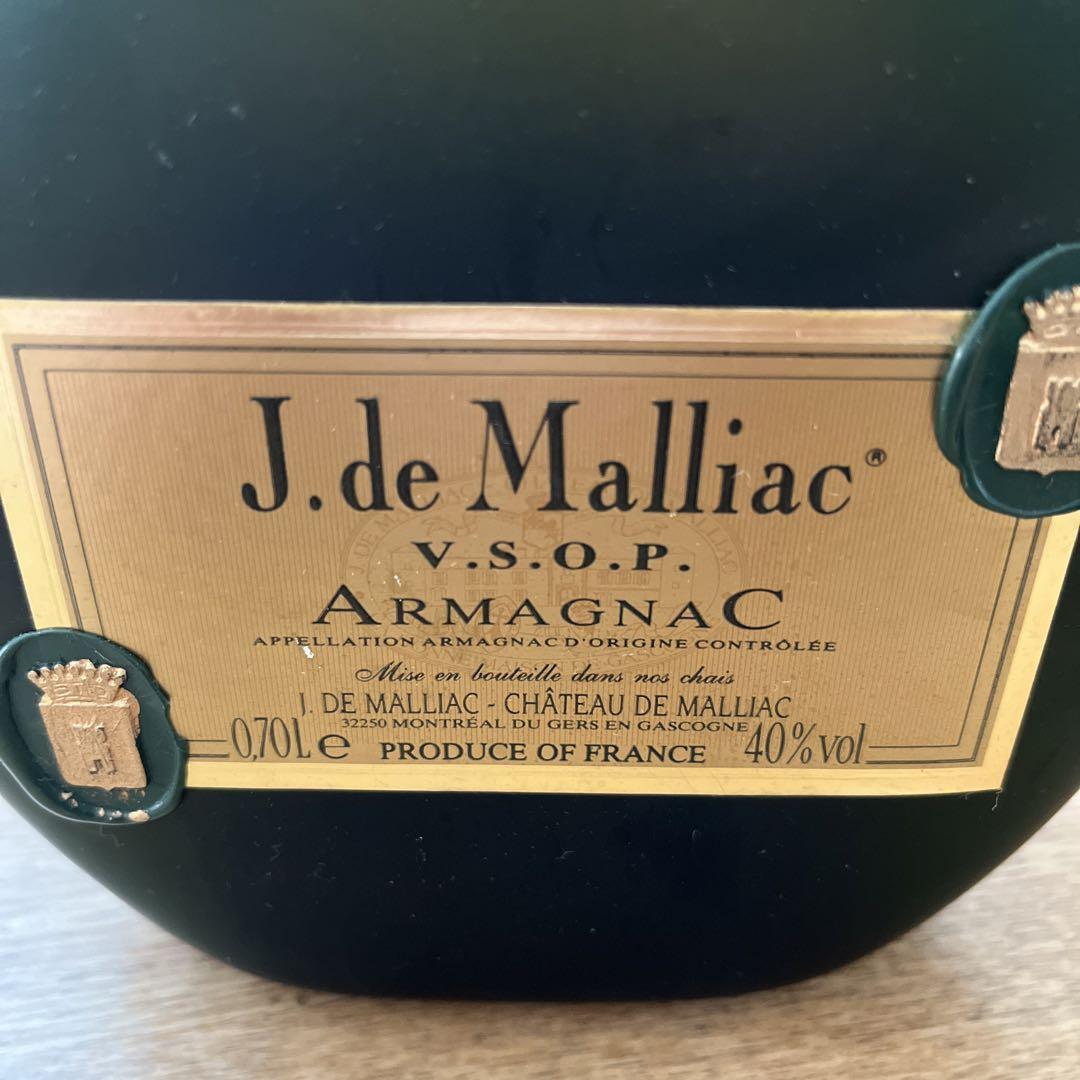 J. de Malliac®
V.S.O.P.
ARMAGNAC
APPELLATION ARMAGNAC D'ORIGINE CONTRÔLÉE
Mise en bouteille dans nos chais
J. DE MALLIAC - CHÂTEAU DE MALLIAC
32250 MONTRÉAL DU GERS EN GASCOGNE
0,70L e PRODUCE OF FRANCE 40% vol